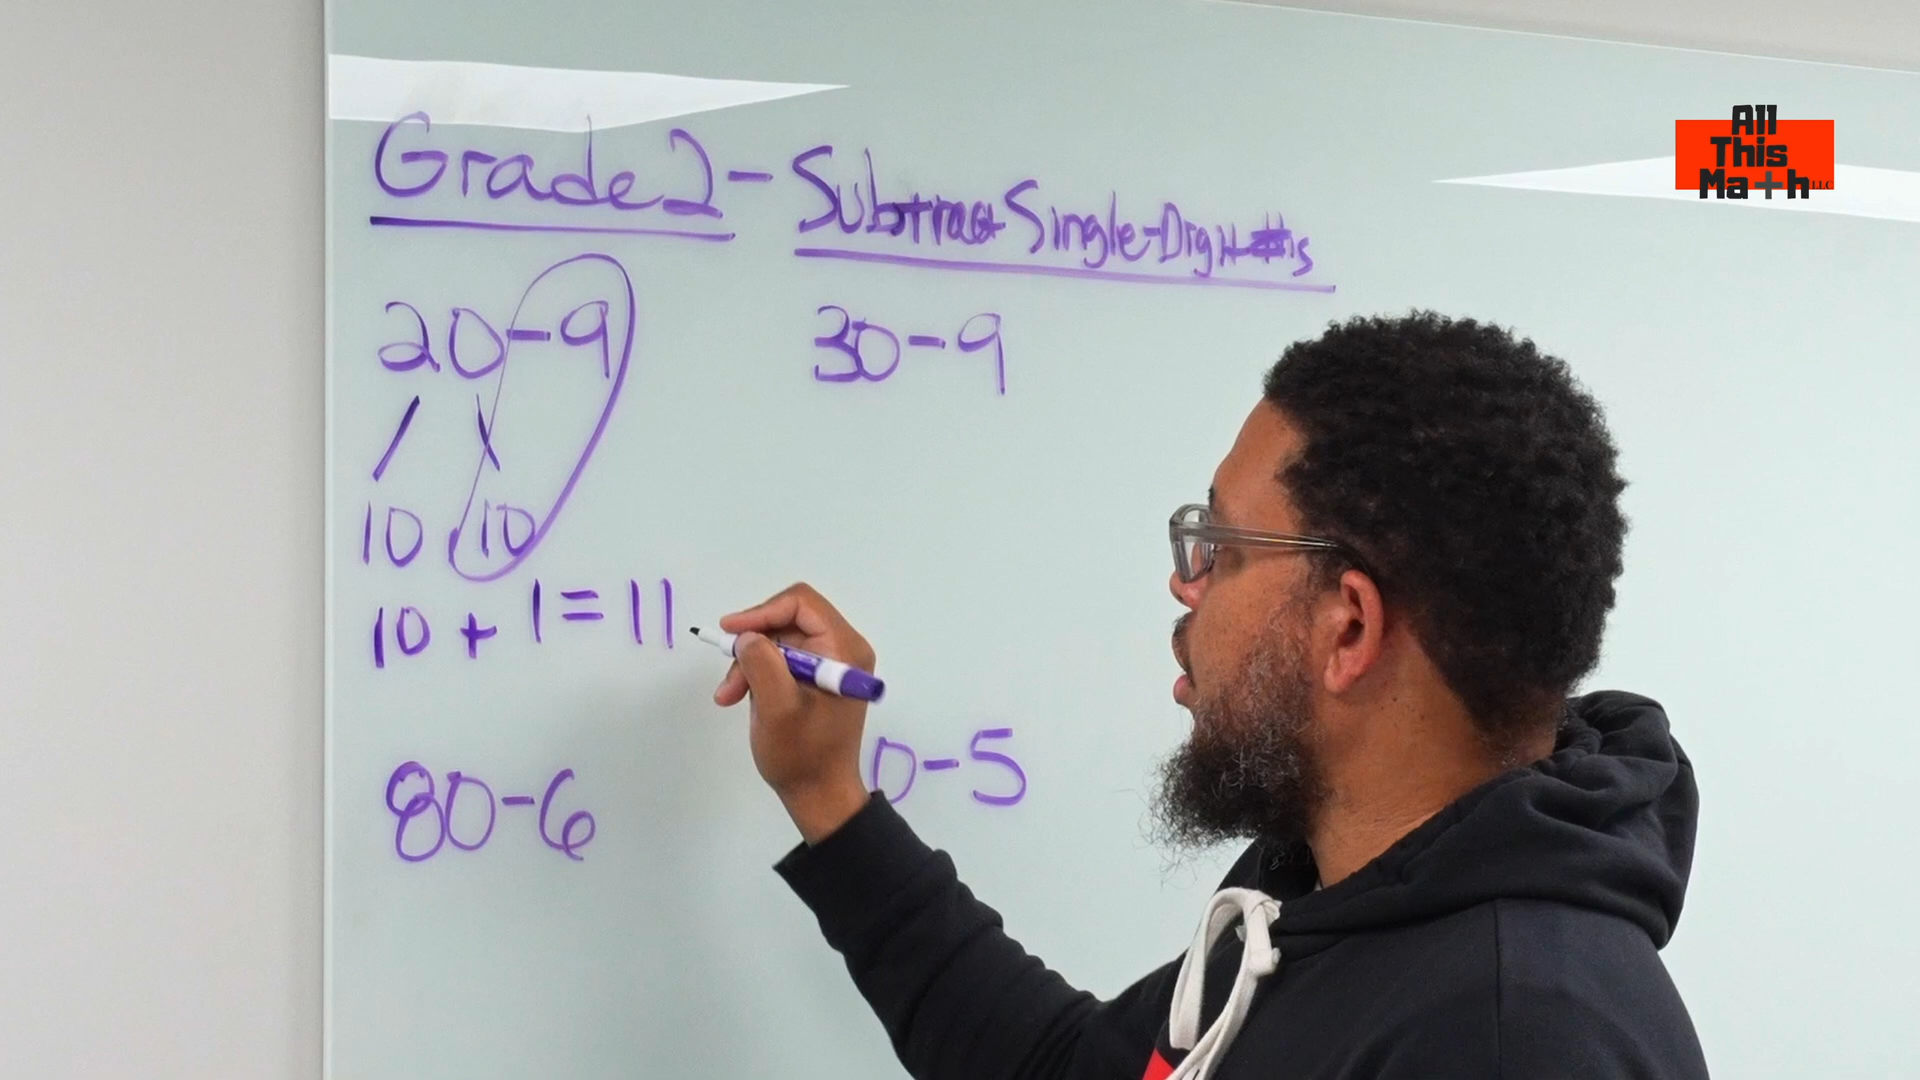 Grade 2 - Subtract Single-Digit #'s
All
This
Math LLC
20-9
30-9
10 10
10 + 1 = 11
80-6
0-5